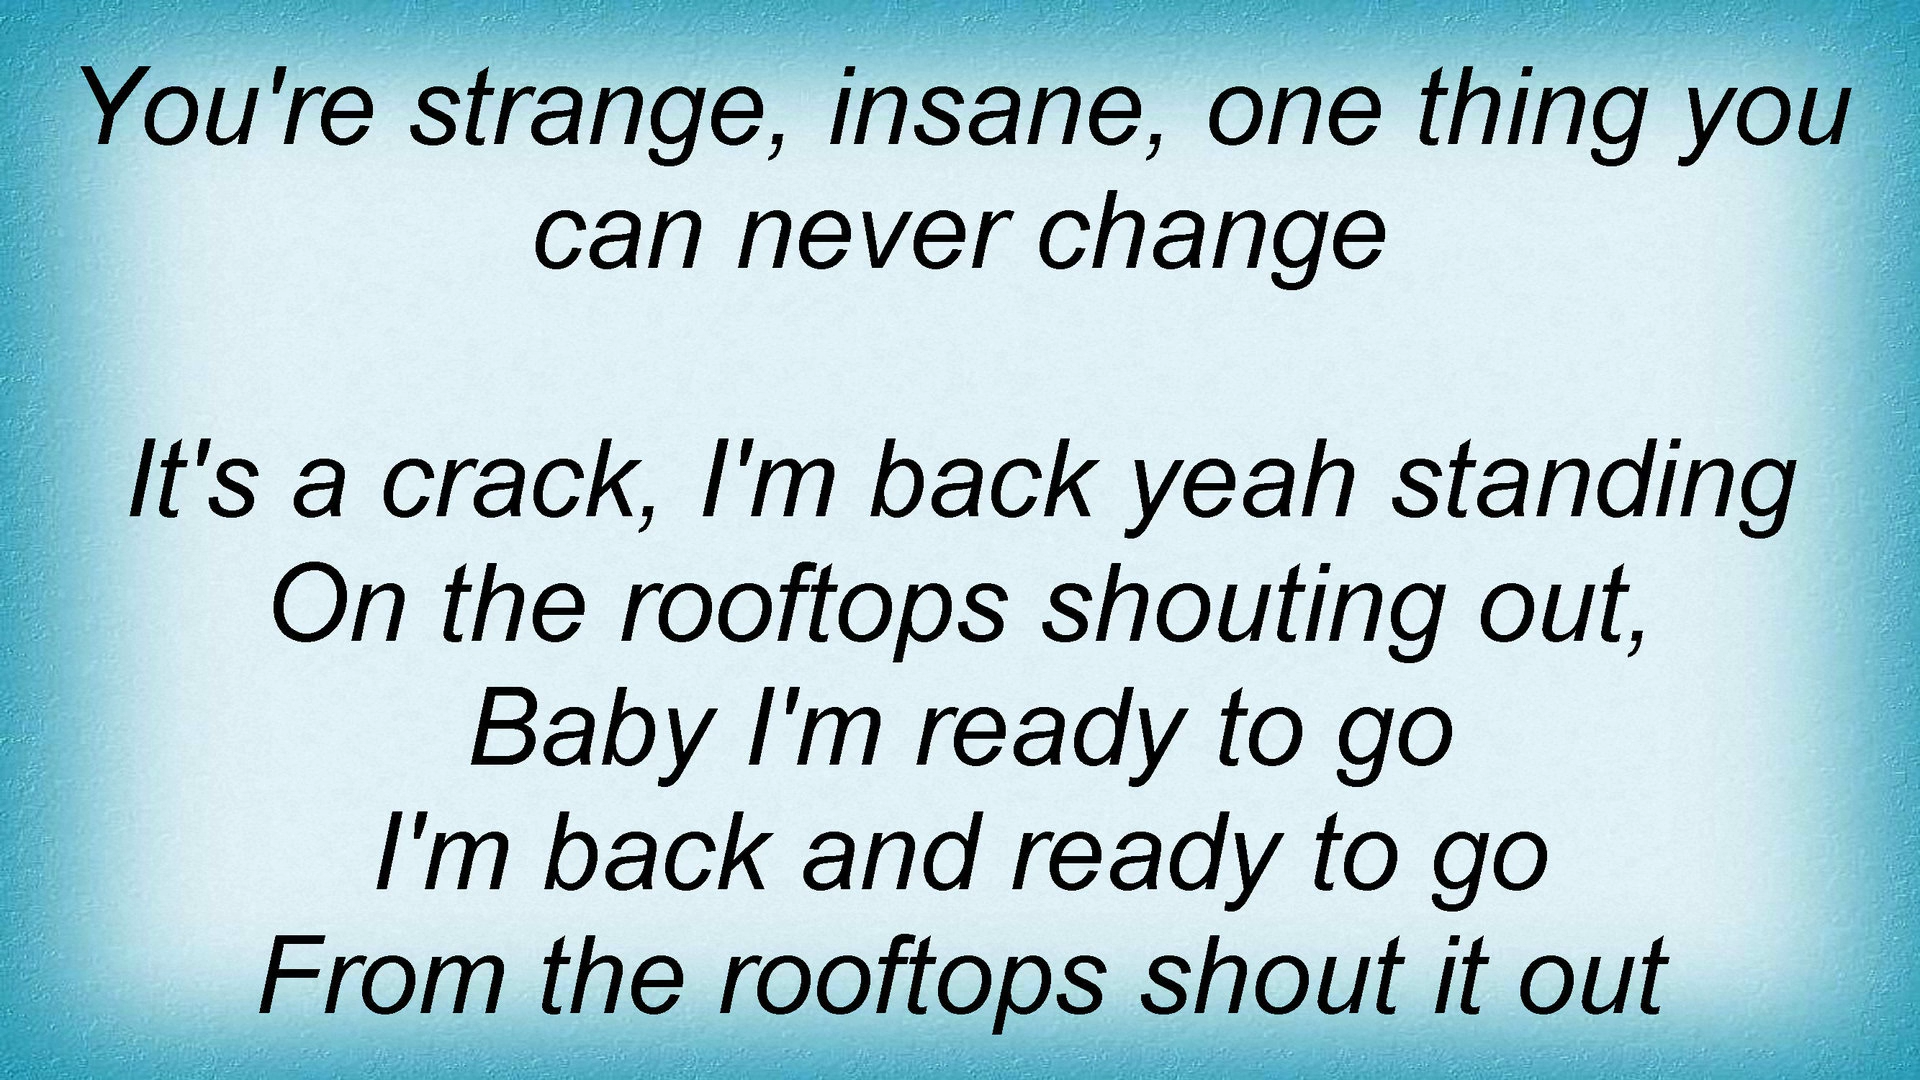 You're strange, insane, one thing you
can never change
It's a crack, I'm back yeah standing
On the rooftops shouting out,
Baby I'm ready to go
I'm back and ready to go
From the rooftops shout it out